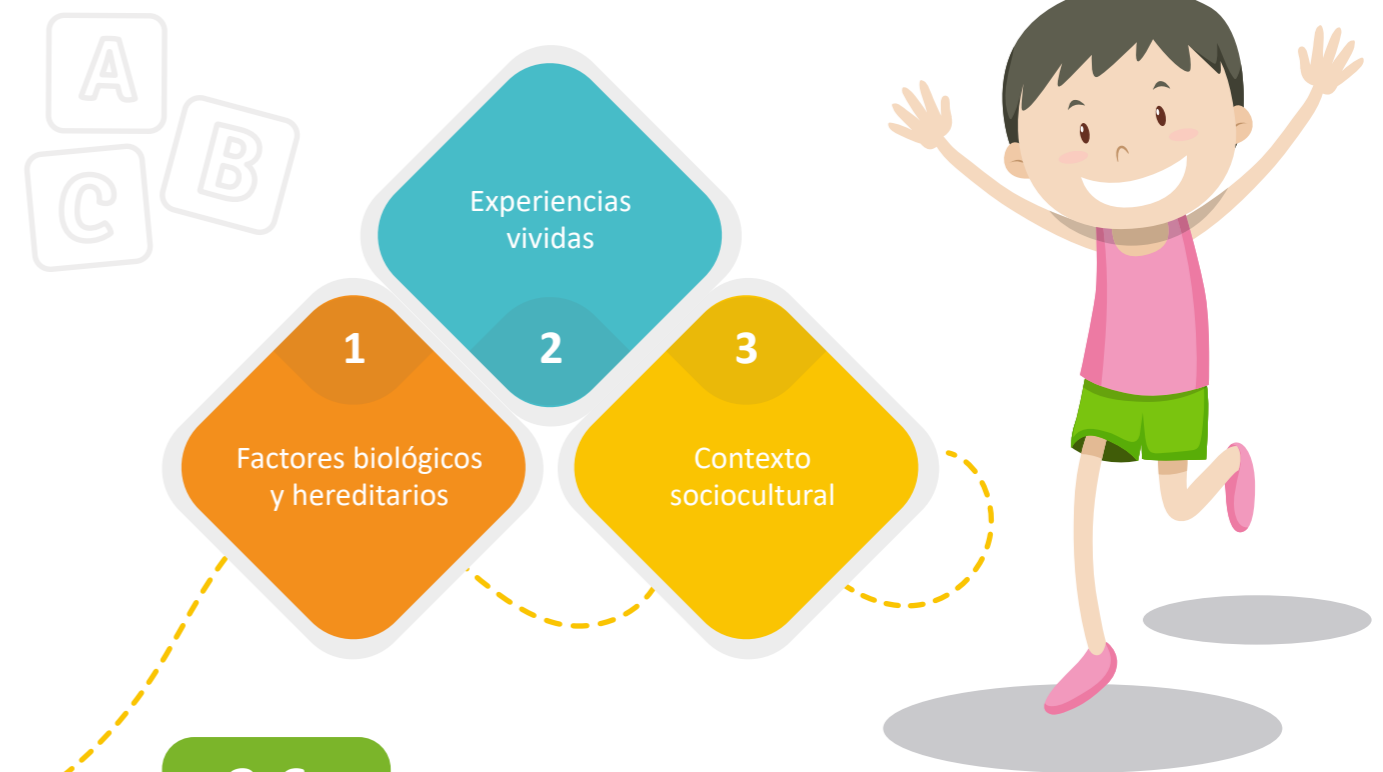 A
B
C
Experiencias
vividas
1
2
3
Factores biológicos
y hereditarios
Contexto
sociocultural